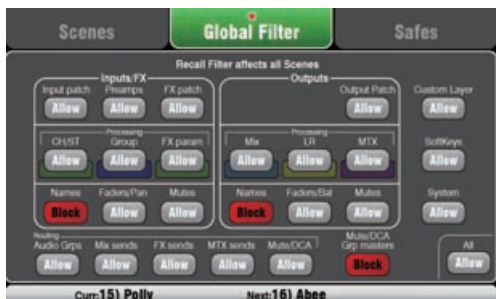 Scenes Global Filter Safes
Recall Filter affects all Scenes
Inputs/FX Outputs
Input patch Preamps FX patch Output Patch Custom Layer
Allow Allow Allow Allow Allow
Processing Processing
CH/ST Group FX param Mix LR MTX SoftKeys
Allow Allow Allow Allow Allow Allow Allow
Names Faders/Pan Mutes Names Faders/Bal Mutes System
Block Allow Allow Block Allow Allow Allow
Routing
Audio Grps Mix sends FX sends MTX sends Mute/DCA Mute/DCA Grp masters All
Allow Allow Allow Allow Allow Block Allow
Curr:15) Polly Next:16) Abee